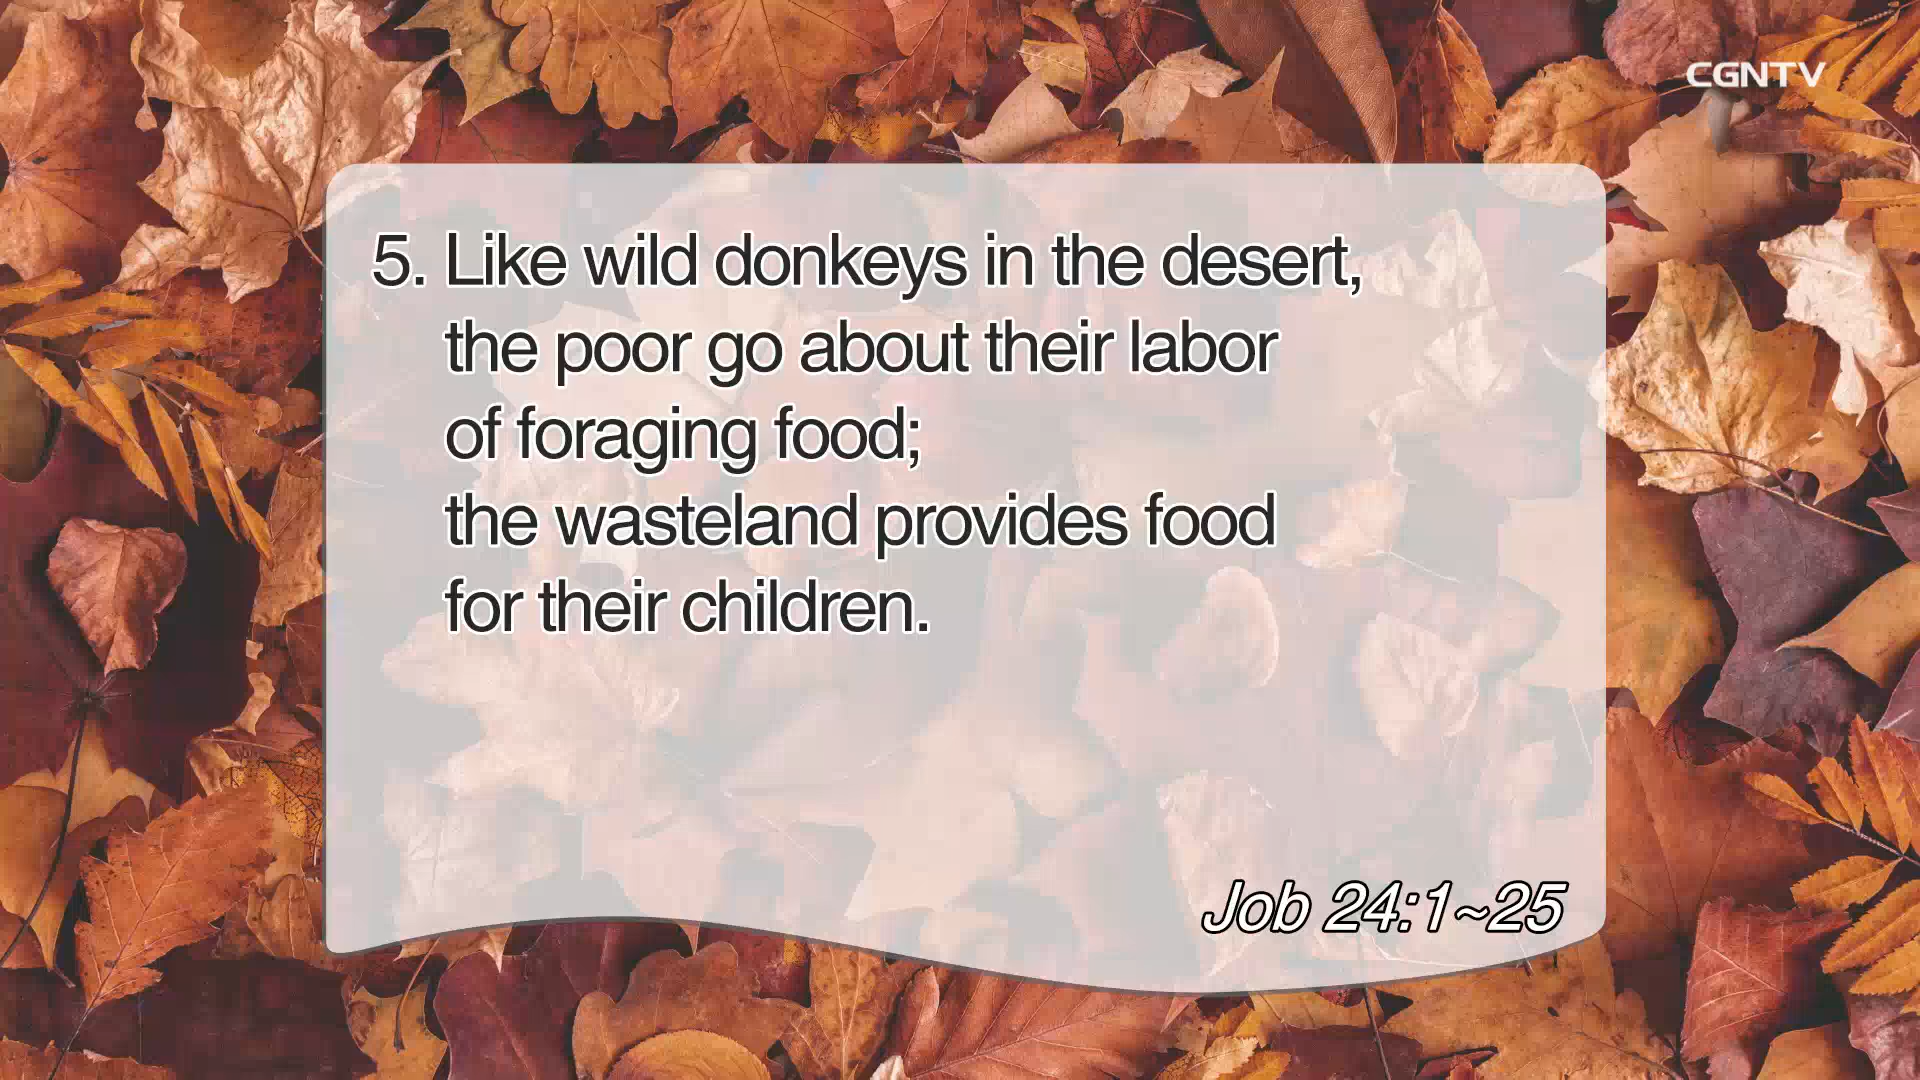 CGNTV
5. Like wild donkeys in the desert,
the poor go about their labor
of foraging food;
the wasteland provides food
for their children.
Job 24:1~25